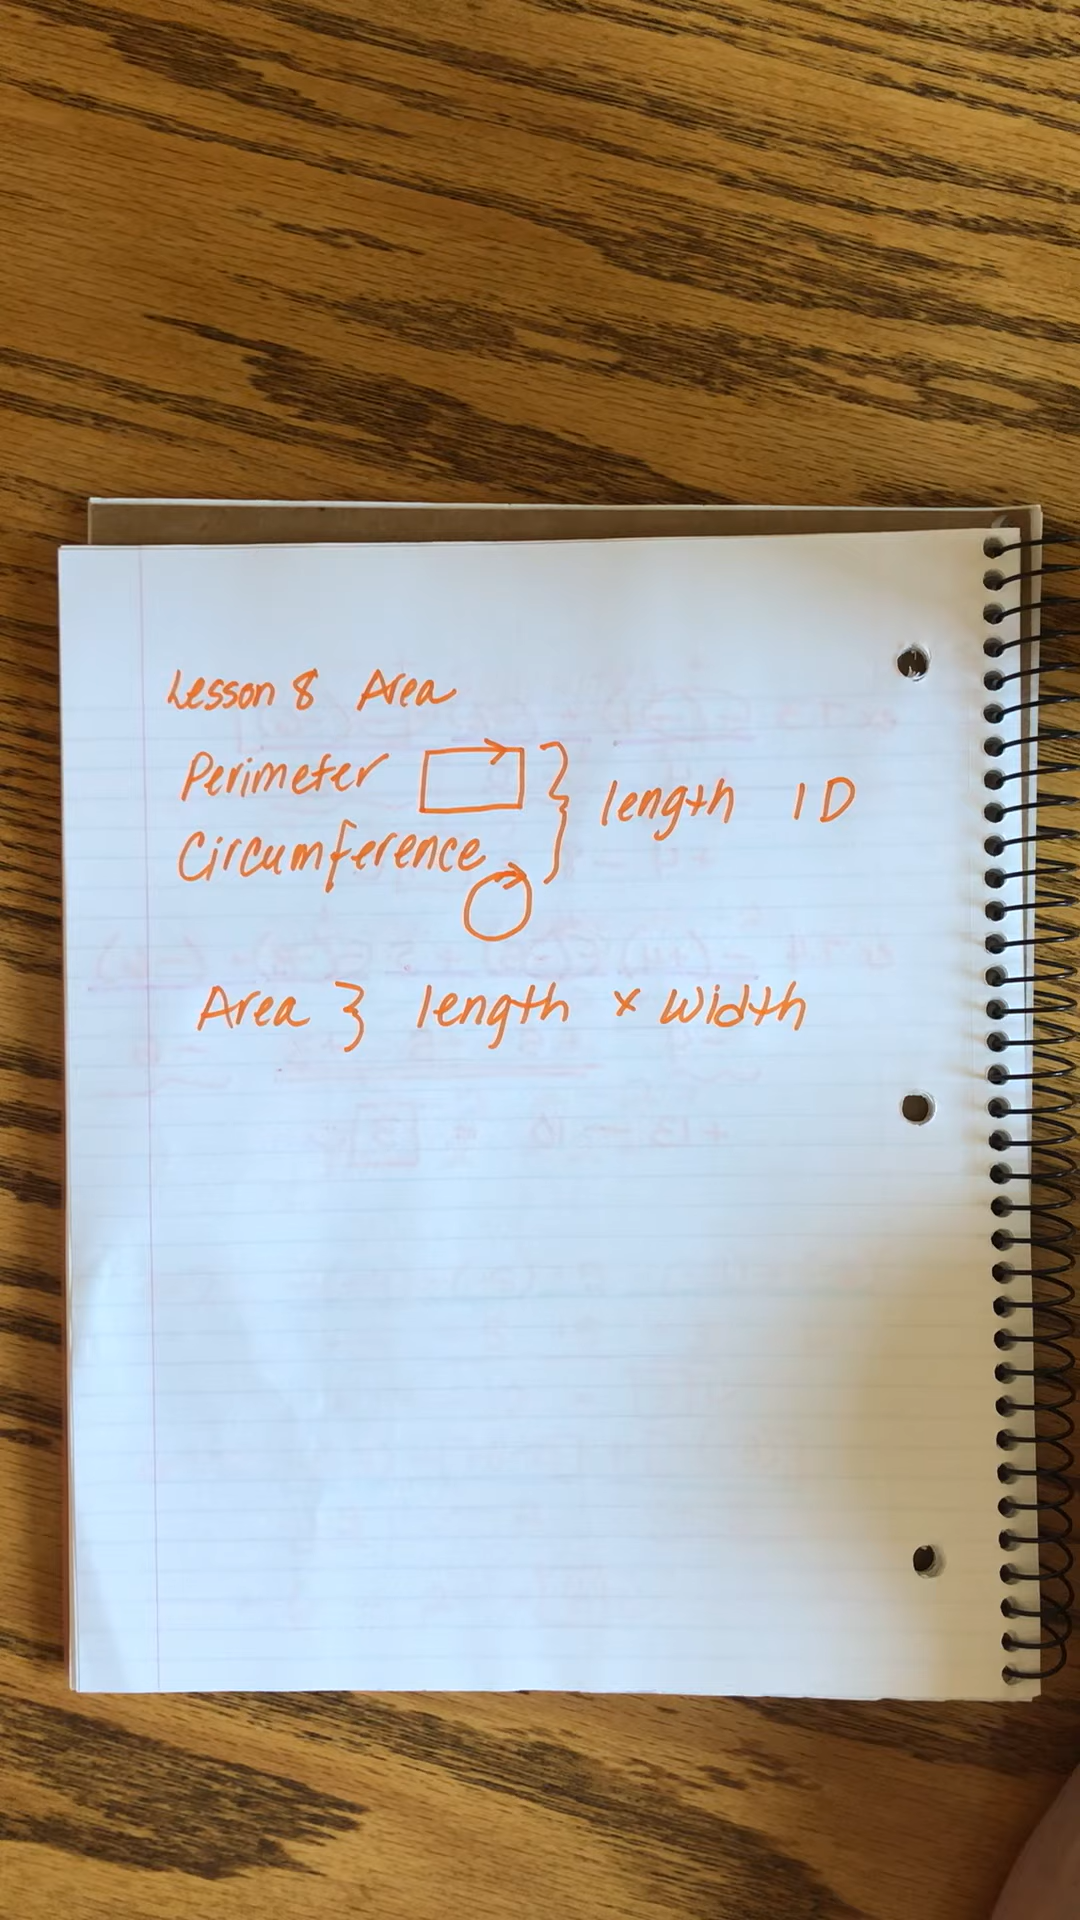 Lesson 8 Area
Perimeter } length 1D
Circumference
Area } length × width